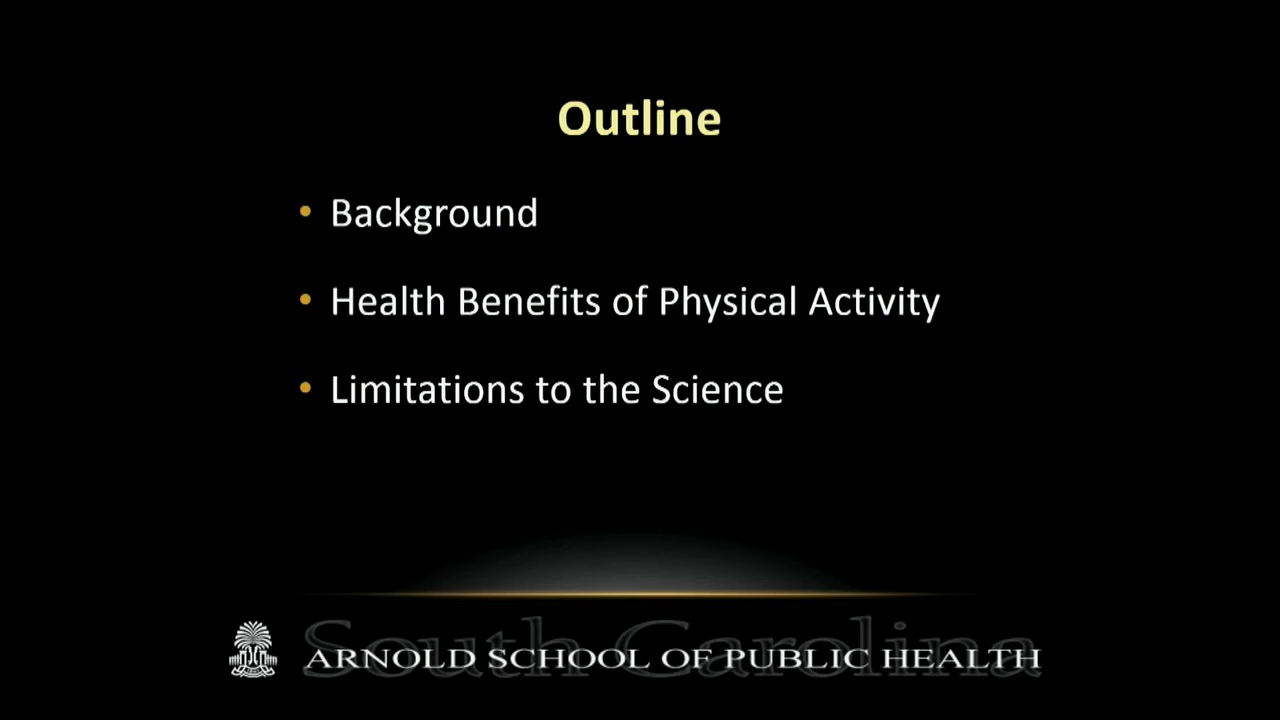 Outline
• Background
• Health Benefits of Physical Activity
• Limitations to the Science
South Carolina
ARNOLD SCHOOL OF PUBLIC HEALTH